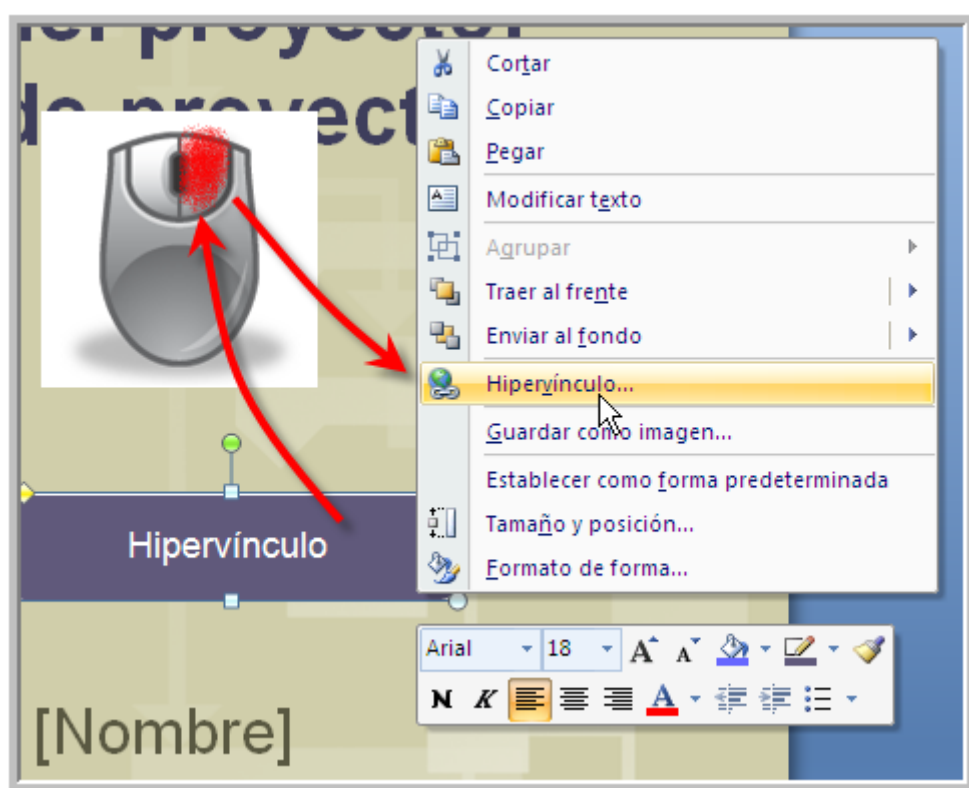 del proyector
de proyect
Cortar
Copiar
Pegar
Modificar texto
Agrupar
Traer al frente
Enviar al fondo
Hipervínculo...
Guardar como imagen...
Establecer como forma predeterminada
Tamaño y posición...
Formato de forma...
Hipervínculo
Arial 18 A A
N K A
[Nombre]